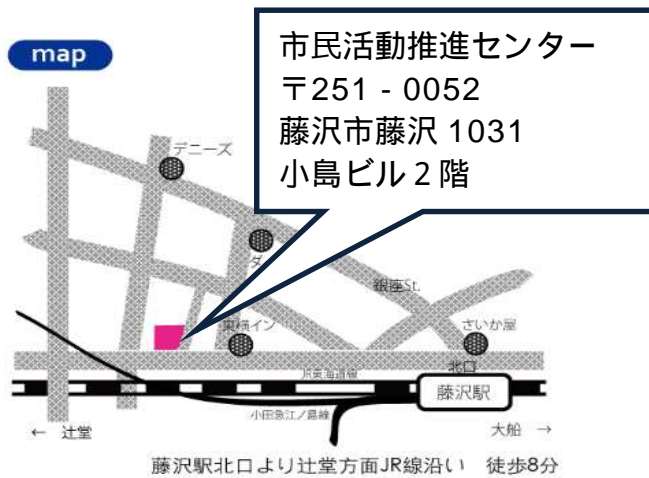 map
市民活動推進センター
〒251 - 0052
藤沢市藤沢 1031
小島ビル 2 階
デニーズ
ダ
銀座St.
東横イン
さいか屋
北口
JR東海道線
藤沢駅
小田急江ノ島線
← 辻堂
大船 →
藤沢駅北口より辻堂方面JR線沿い 徒歩8分